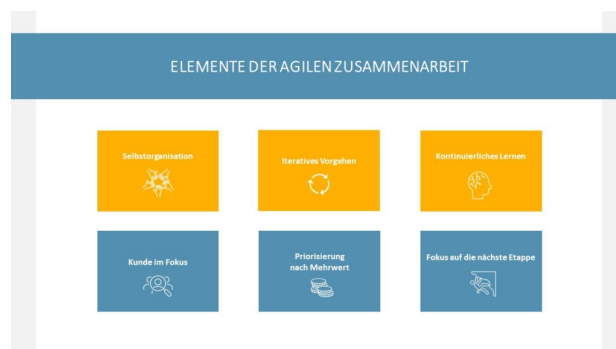 ELEMENTE DER AGILEN ZUSAMMENARBEIT
Selbstorganisation
Iteratives Vorgehen
Kontinuierliches Lernen
Kunde im Fokus
Priorisierung
nach Mehrwert
Fokus auf die nächste Etappe